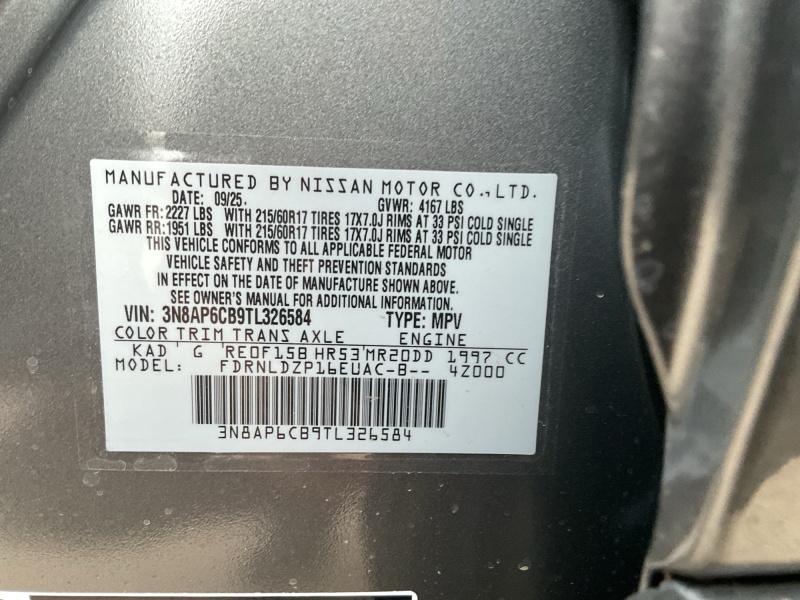 MANUFACTURED BY NISSAN MOTOR CO.,LTD.
DATE: 09/25. GVWR: 4167 LBS
GAWR FR: 2227 LBS WITH 215/60R17 TIRES 17X7.0J RIMS AT 33 PSI COLD SINGLE
GAWR RR: 1951 LBS WITH 215/60R17 TIRES 17X7.0J RIMS AT 33 PSI COLD SINGLE
THIS VEHICLE CONFORMS TO ALL APPLICABLE FEDERAL MOTOR
VEHICLE SAFETY AND THEFT PREVENTION STANDARDS
IN EFFECT ON THE DATE OF MANUFACTURE SHOWN ABOVE.
SEE OWNER'S MANUAL FOR ADDITIONAL INFORMATION.
VIN: 3N8AP6CB9TL326584 TYPE: MPV
COLOR TRIM TRANS AXLE ENGINE
KAD ' G 'RE0F15B HR53'MR20DD 1997 CC
MODEL: FDRNLDZP16EUAC-B-- 4Z000
3N8AP6CB9TL326584